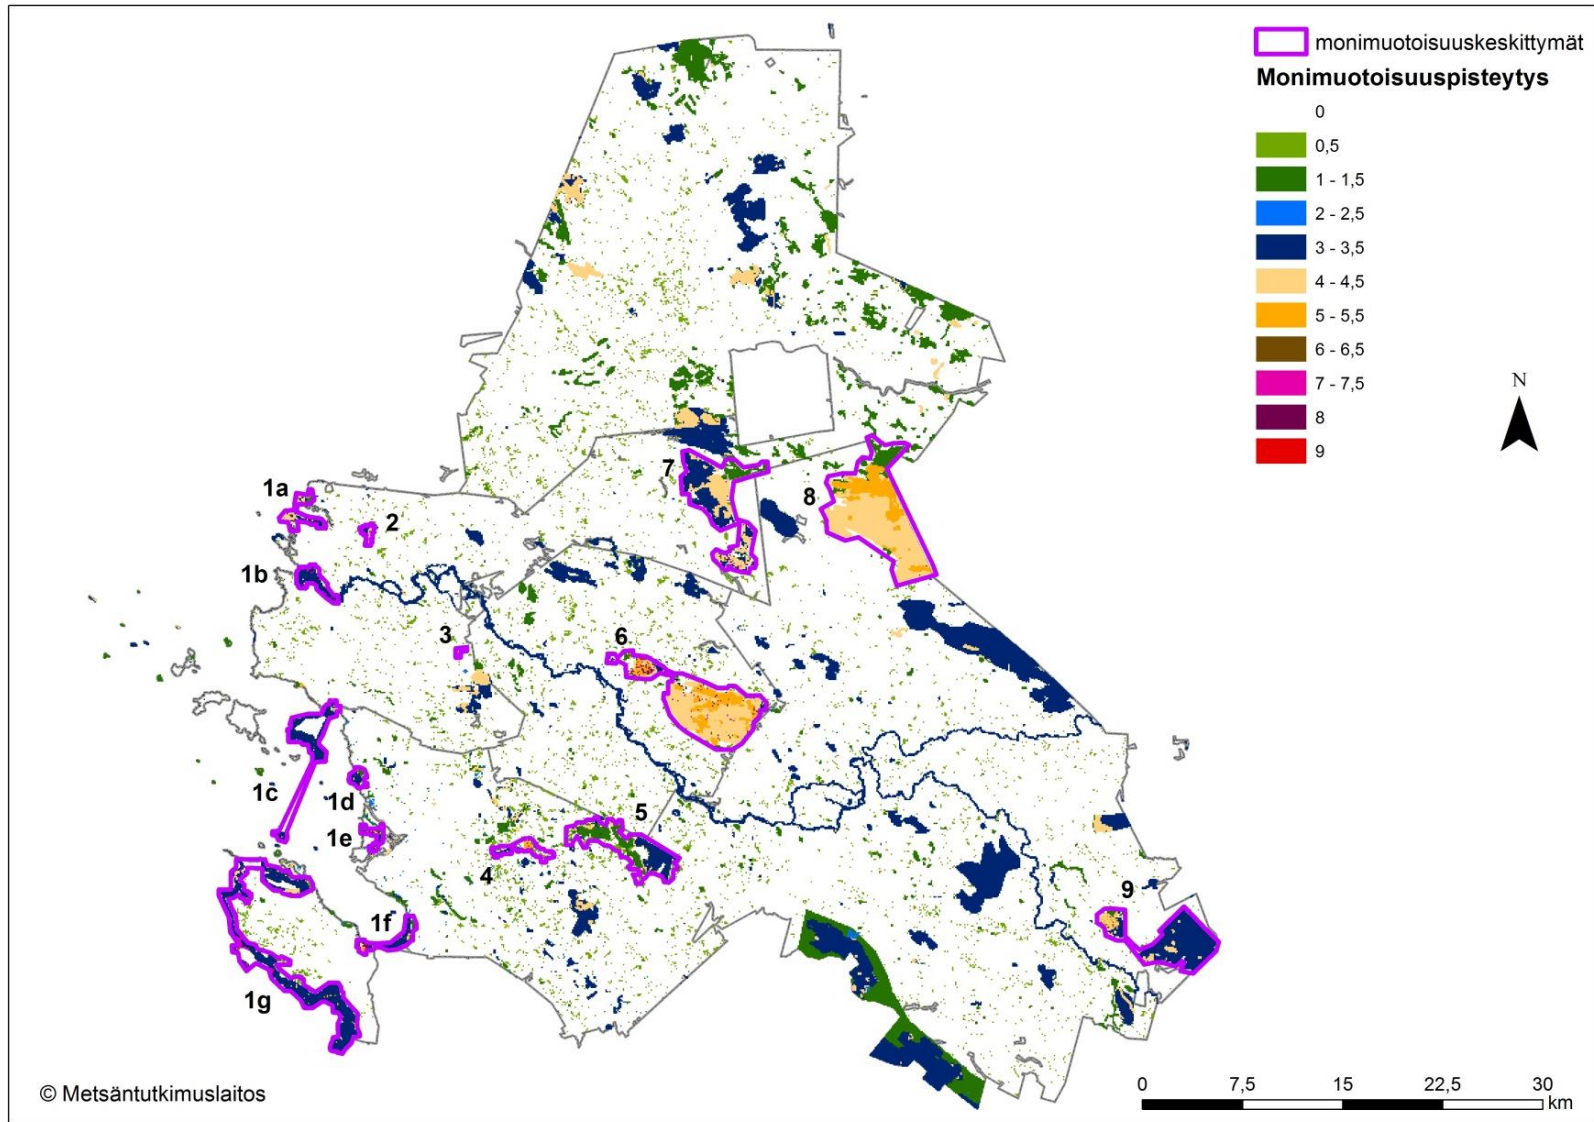 monimuotoisuuskeskittymät
Monimuotoisuuspisteytys
0
0,5
1 - 1,5
2 - 2,5
3 - 3,5
4 - 4,5
5 - 5,5
6 - 6,5
7 - 7,5
8
9
N
7
8
1a
2
1b
3
6
1c
1d
1e
5
4
9
1f
1g
© Metsäntutkimuslaitos
0 7,5 15 22,5 30
km